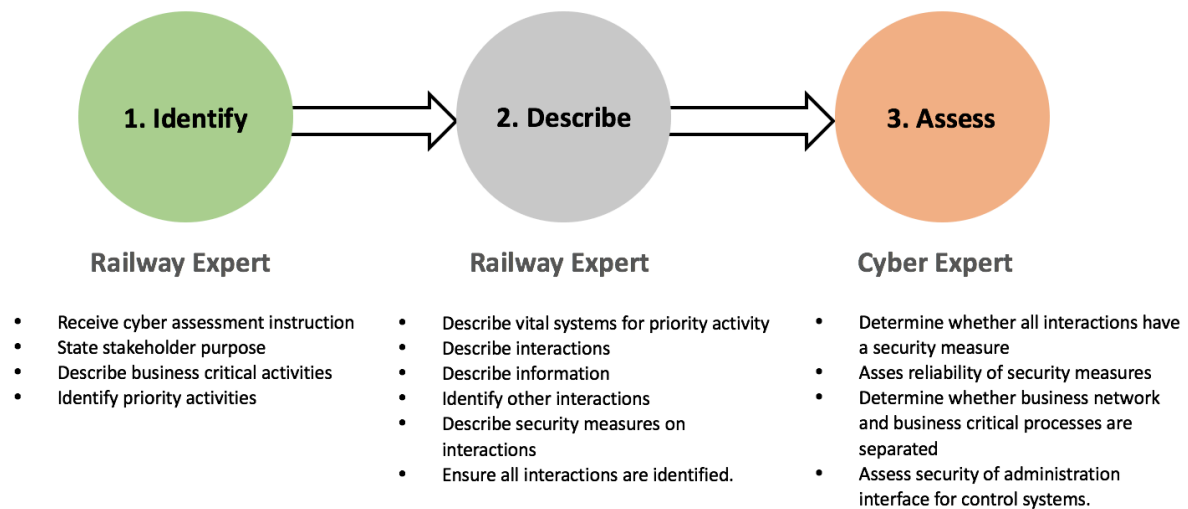 1. Identify
2. Describe
3. Assess
Railway Expert
Railway Expert
Cyber Expert
• Receive cyber assessment instruction
• State stakeholder purpose
• Describe business critical activities
• Identify priority activities
• Describe vital systems for priority activity
• Describe interactions
• Describe information
• Identify other interactions
• Describe security measures on
interactions
• Ensure all interactions are identified.
• Determine whether all interactions have
a security measure
• Asses reliability of security measures
• Determine whether business network
and business critical processes are
separated
• Assess security of administration
interface for control systems.